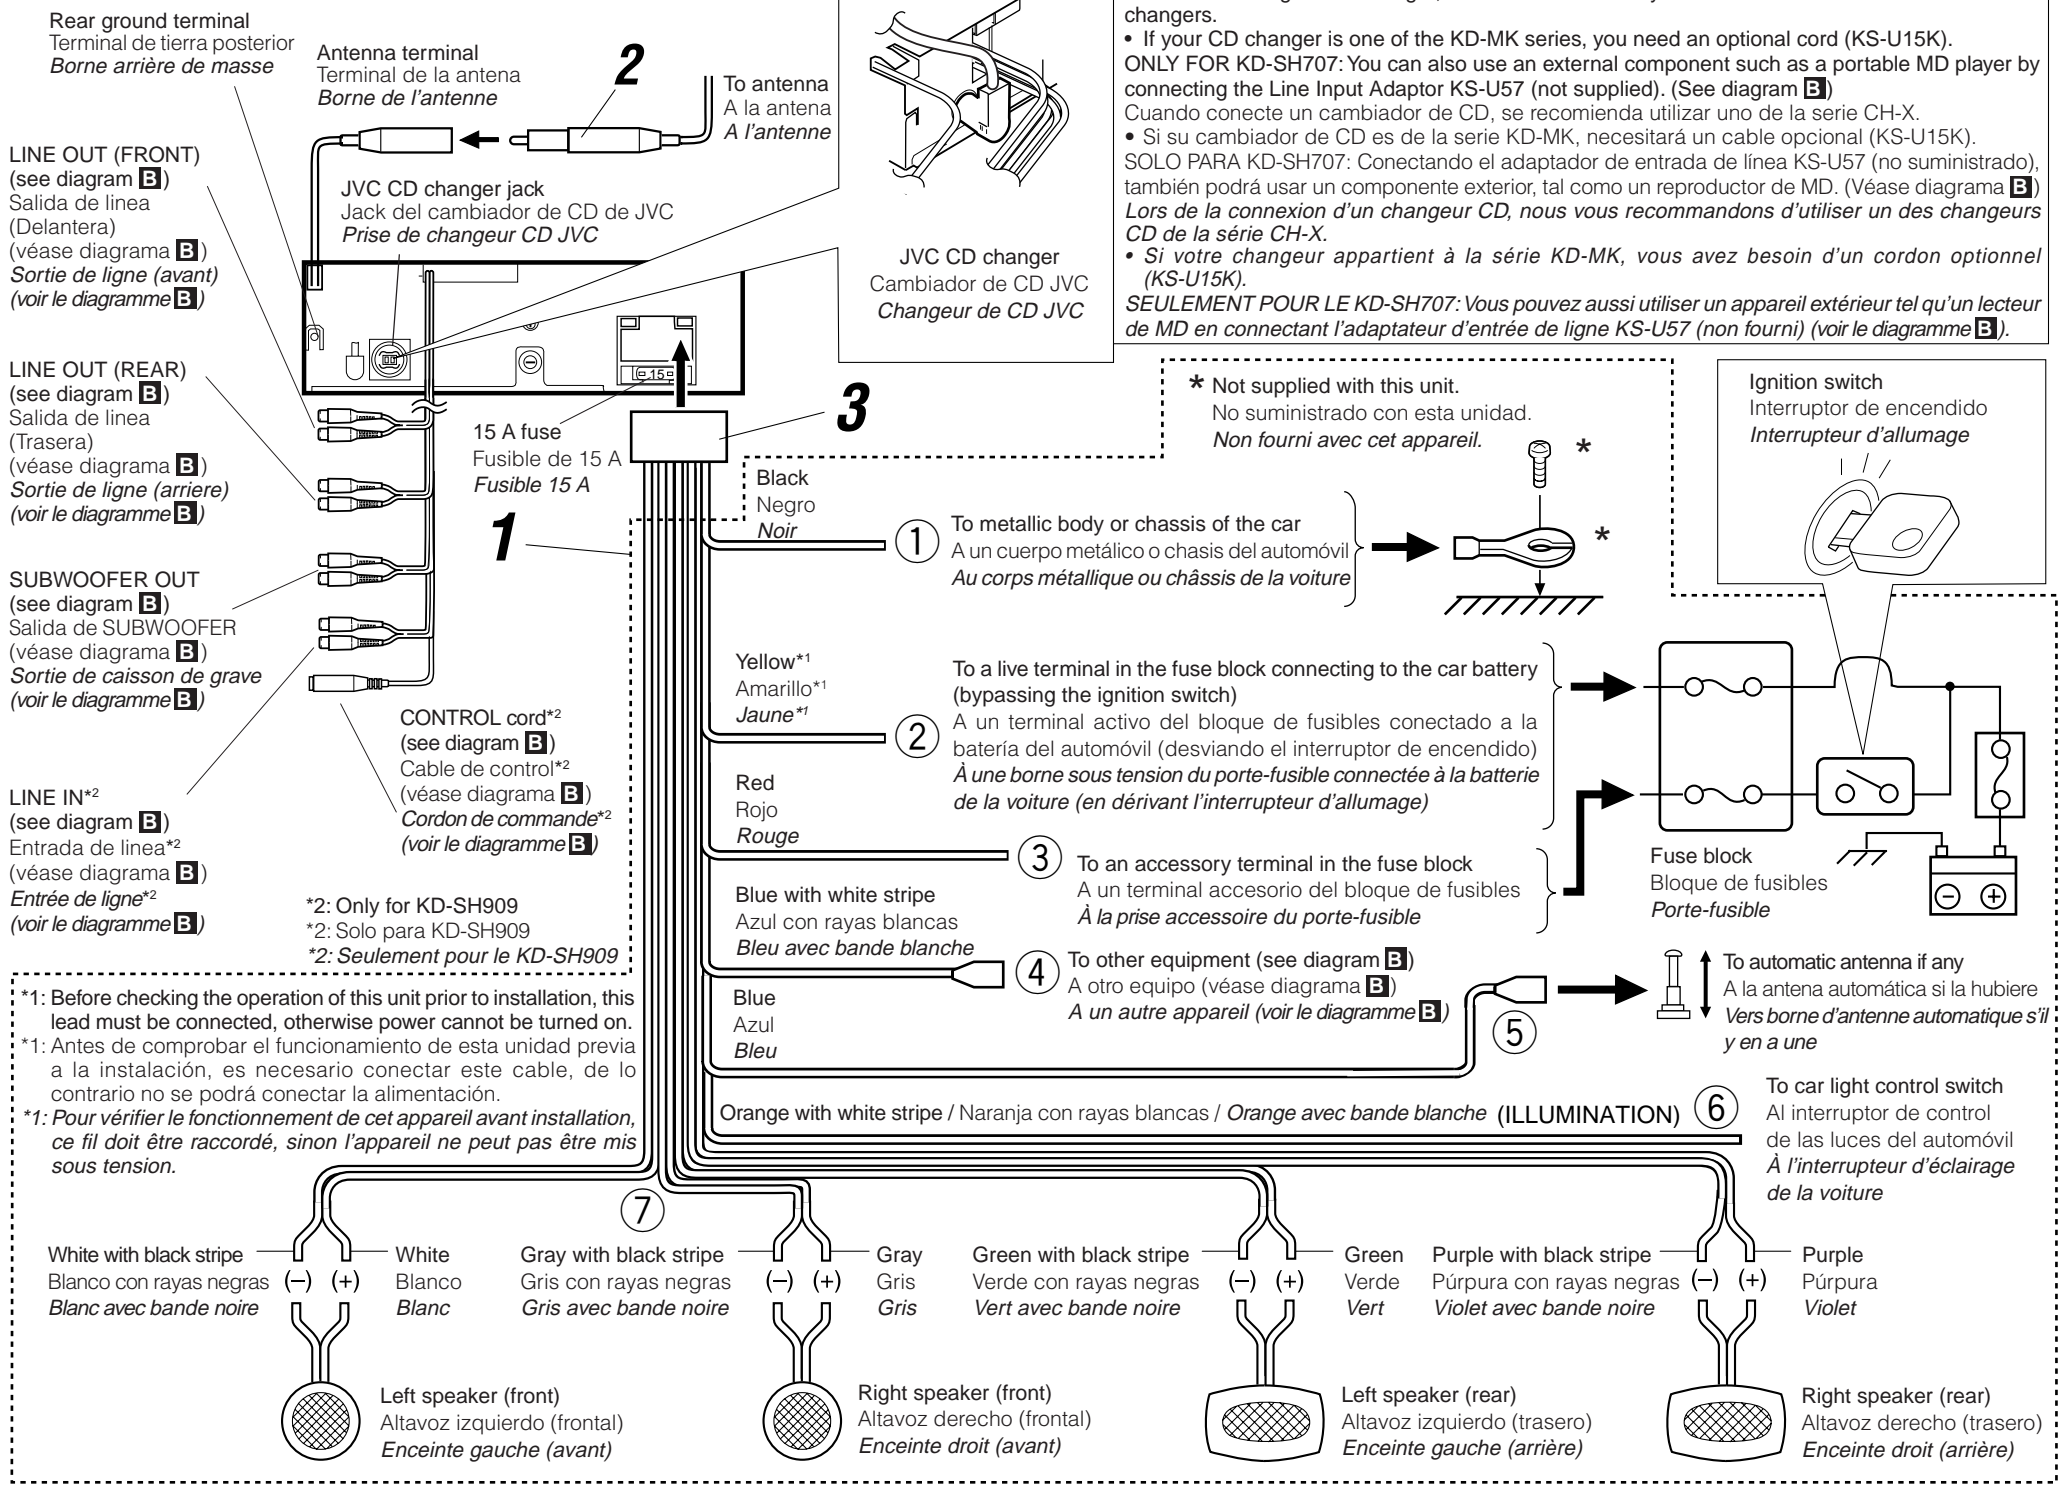 Rear ground terminal
Terminal de tierra posterior
Borne arrière de masse
Antenna terminal
Terminal de la antena
Borne de l'antenne
2
To antenna
A la antena
A l'antenne
LINE OUT (FRONT)
(see diagram B)
Salida de linea
(Delantera)
(véase diagrama B)
Sortie de ligne (avant)
(voir le diagramme B)
JVC CD changer jack
Jack del cambiador de CD de JVC
Prise de changeur CD JVC
JVC CD changer
Cambiador de CD JVC
Changeur de CD JVC
changers.
• If your CD changer is one of the KD-MK series, you need an optional cord (KS-U15K).
ONLY FOR KD-SH707: You can also use an external component such as a portable MD player by
connecting the Line Input Adaptor KS-U57 (not supplied). (See diagram B)
Cuando conecte un cambiador de CD, se recomienda utilizar uno de la serie CH-X.
• Si su cambiador de CD es de la serie KD-MK, necesitará un cable opcional (KS-U15K).
SOLO PARA KD-SH707: Conectando el adaptador de entrada de línea KS-U57 (no suministrado),
también podrá usar un componente exterior, tal como un reproductor de MD. (Véase diagrama B)
Lors de la connexion d'un changeur CD, nous vous recommandons d'utiliser un des changeurs
CD de la série CH-X.
• Si votre changeur appartient à la série KD-MK, vous avez besoin d'un cordon optionnel
(KS-U15K).
SEULEMENT POUR LE KD-SH707: Vous pouvez aussi utiliser un appareil extérieur tel qu'un lecteur
de MD en connectant l'adaptateur d'entrée de ligne KS-U57 (non fourni) (voir le diagramme B).
LINE OUT (REAR)
(see diagram B)
Salida de linea
(Trasera)
(véase diagrama B)
Sortie de ligne (arriere)
(voir le diagramme B)
15
15 A fuse
Fusible de 15 A
Fusible 15 A
3
1
* Not supplied with this unit.
No suministrado con esta unidad.
Non fourni avec cet appareil.
*
*
Ignition switch
Interruptor de encendido
Interrupteur d'allumage
Black
Negro
Noir
1
To metallic body or chassis of the car
A un cuerpo metálico o chasis del automóvil
Au corps métallique ou châssis de la voiture
SUBWOOFER OUT
(see diagram B)
Salida de SUBWOOFER
(véase diagrama B)
Sortie de caisson de grave
(voir le diagramme B)
Yellow*1
Amarillo*1
Jaune*1
2
To a live terminal in the fuse block connecting to the car battery
(bypassing the ignition switch)
A un terminal activo del bloque de fusibles conectado a la
batería del automóvil (desviando el interruptor de encendido)
À une borne sous tension du porte-fusible connectée à la batterie
de la voiture (en dérivant l'interrupteur d'allumage)
CONTROL cord*2
(see diagram B)
Cable de control*2
(véase diagrama B)
Cordon de commande*2
(voir le diagramme B)
LINE IN*2
(see diagram B)
Entrada de linea*2
(véase diagrama B)
Entrée de ligne*2
(voir le diagramme B)
*2: Only for KD-SH909
*2: Solo para KD-SH909
*2: Seulement pour le KD-SH909
Red
Rojo
Rouge
3
To an accessory terminal in the fuse block
A un terminal accesorio del bloque de fusibles
À la prise accessoire du porte-fusible
Fuse block
Bloque de fusibles
Porte-fusible
Blue with white stripe
Azul con rayas blancas
Bleu avec bande blanche
4
To other equipment (see diagram B)
A otro equipo (véase diagrama B)
A un autre appareil (voir le diagramme B)
Blue
Azul
Bleu
5
To automatic antenna if any
A la antena automática si la hubiere
Vers borne d'antenne automatique s'il
y en a une
*1: Before checking the operation of this unit prior to installation, this
lead must be connected, otherwise power cannot be turned on.
*1: Antes de comprobar el funcionamiento de esta unidad previa
a la instalación, es necesario conectar este cable, de lo
contrario no se podrá conectar la alimentación.
*1: Pour vérifier le fonctionnement de cet appareil avant installation,
ce fil doit être raccordé, sinon l'appareil ne peut pas être mis
sous tension.
Orange with white stripe / Naranja con rayas blancas / Orange avec bande blanche (ILLUMINATION)
6
To car light control switch
Al interruptor de control
de las luces del automóvil
À l'interrupteur d'éclairage
de la voiture
7
White with black stripe
Blanco con rayas negras
Blanc avec bande noire
(−) (+)
White
Blanco
Blanc
Gray with black stripe
Gris con rayas negras
Gris avec bande noire
(−) (+)
Gray
Gris
Gris
Green with black stripe
Verde con rayas negras
Vert avec bande noire
(−) (+)
Green
Verde
Vert
Purple with black stripe
Púrpura con rayas negras
Violet avec bande noire
(−) (+)
Purple
Púrpura
Violet
Left speaker (front)
Altavoz izquierdo (frontal)
Enceinte gauche (avant)
Right speaker (front)
Altavoz derecho (frontal)
Enceinte droit (avant)
Left speaker (rear)
Altavoz izquierdo (trasero)
Enceinte gauche (arrière)
Right speaker (rear)
Altavoz derecho (trasero)
Enceinte droit (arrière)